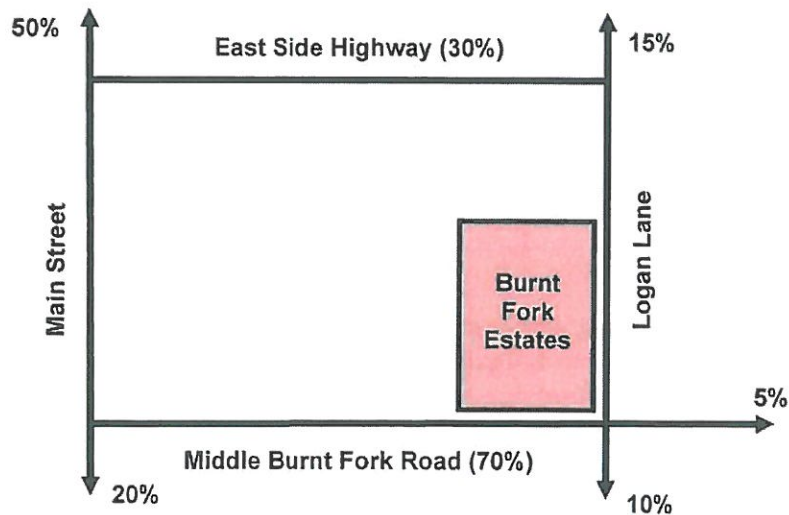 50%
East Side Highway (30%)
15%
Main Street
Logan Lane
Burnt
Fork
Estates
5%
Middle Burnt Fork Road (70%)
20%
10%